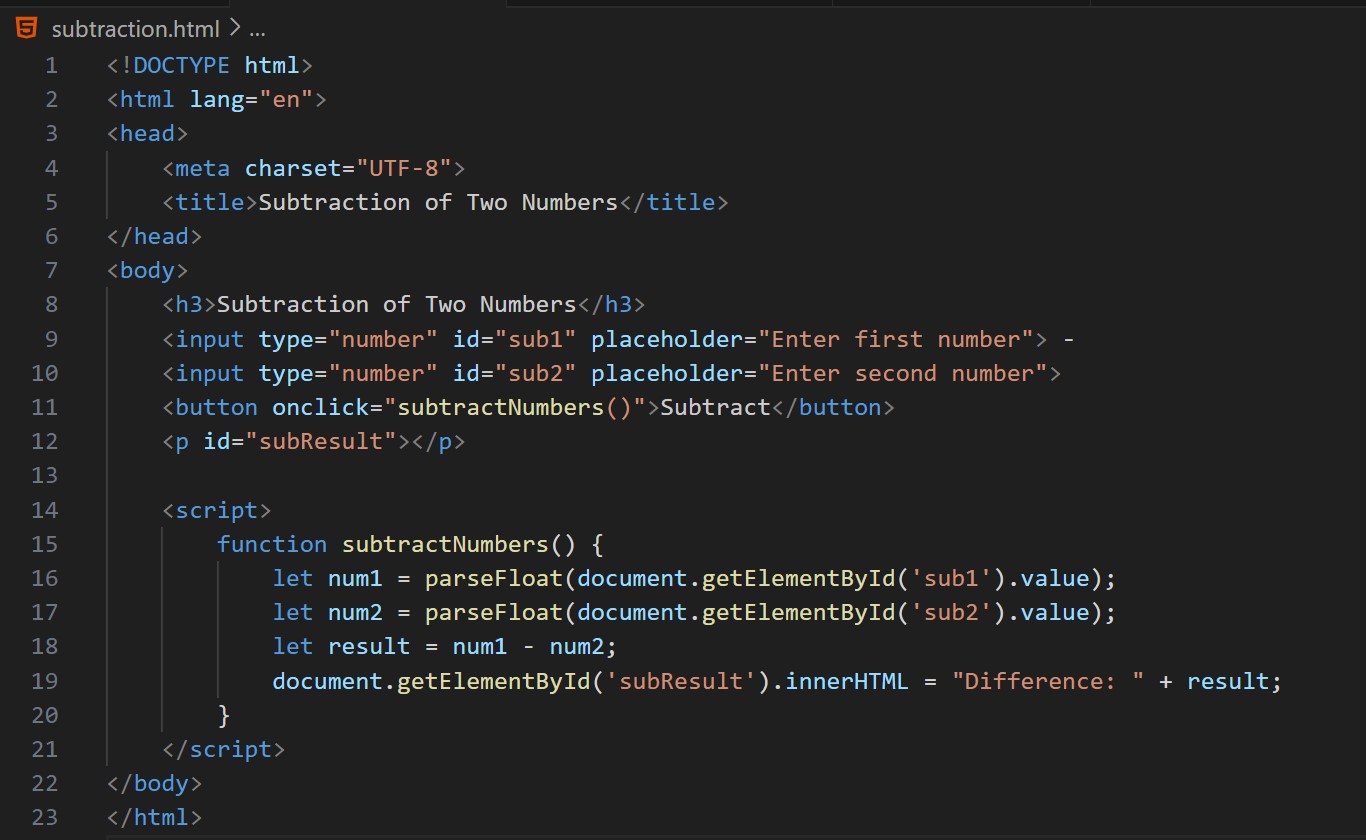 subtraction.html > ...
1 <!DOCTYPE html>
2 <html lang="en">
3 <head>
4     <meta charset="UTF-8">
5     <title>Subtraction of Two Numbers</title>
6 </head>
7 <body>
8     <h3>Subtraction of Two Numbers</h3>
9     <input type="number" id="sub1" placeholder="Enter first number"> -
10     <input type="number" id="sub2" placeholder="Enter second number">
11     <button onclick="subtractNumbers()">Subtract</button>
12     <p id="subResult"></p>
13
14     <script>
15         function subtractNumbers() {
16             let num1 = parseFloat(document.getElementById('sub1').value);
17             let num2 = parseFloat(document.getElementById('sub2').value);
18             let result = num1 - num2;
19             document.getElementById('subResult').innerHTML = "Difference: " + result;
20         }
21     </script>
22 </body>
23 </html>